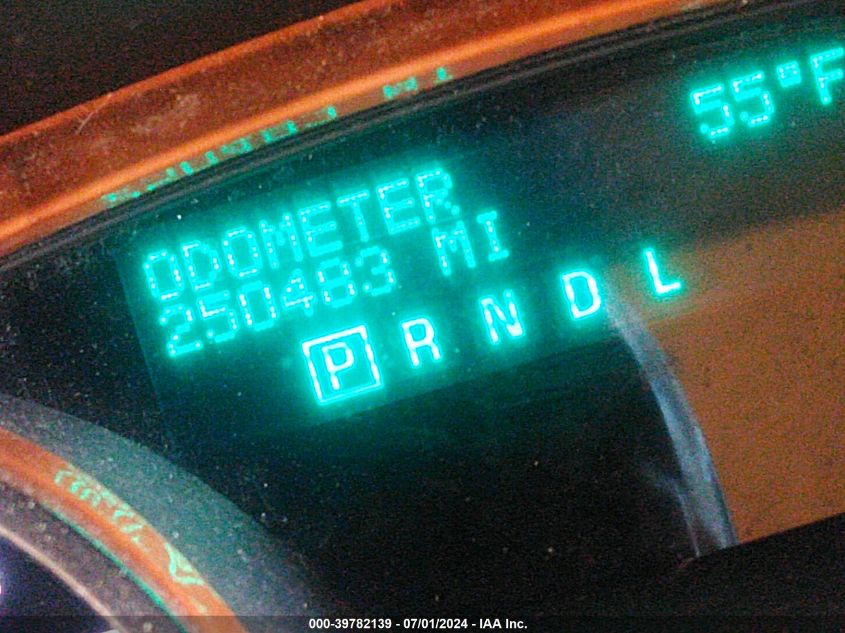 55°F
ODOMETER
250483 MI
P R N D L
000-39782139 - 07/01/2024 - IAA Inc.